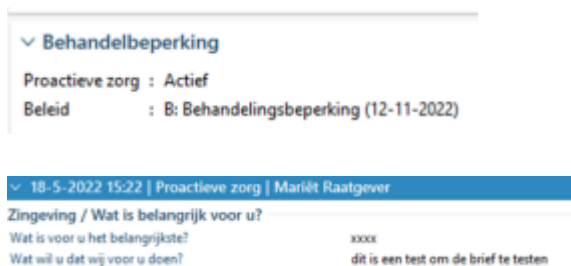 Behandelbeperking
Proactieve zorg : Actief
Beleid : B: Behandelingsbeperking (12-11-2022)
18-5-2022 15:22 | Proactieve zorg | Mariët Raatgever
Zingeving / Wat is belangrijk voor u?
Wat is voor u het belangrijkste? xxxx
Wat wil u dat wij voor u doen? dit is een test om de brief te testen